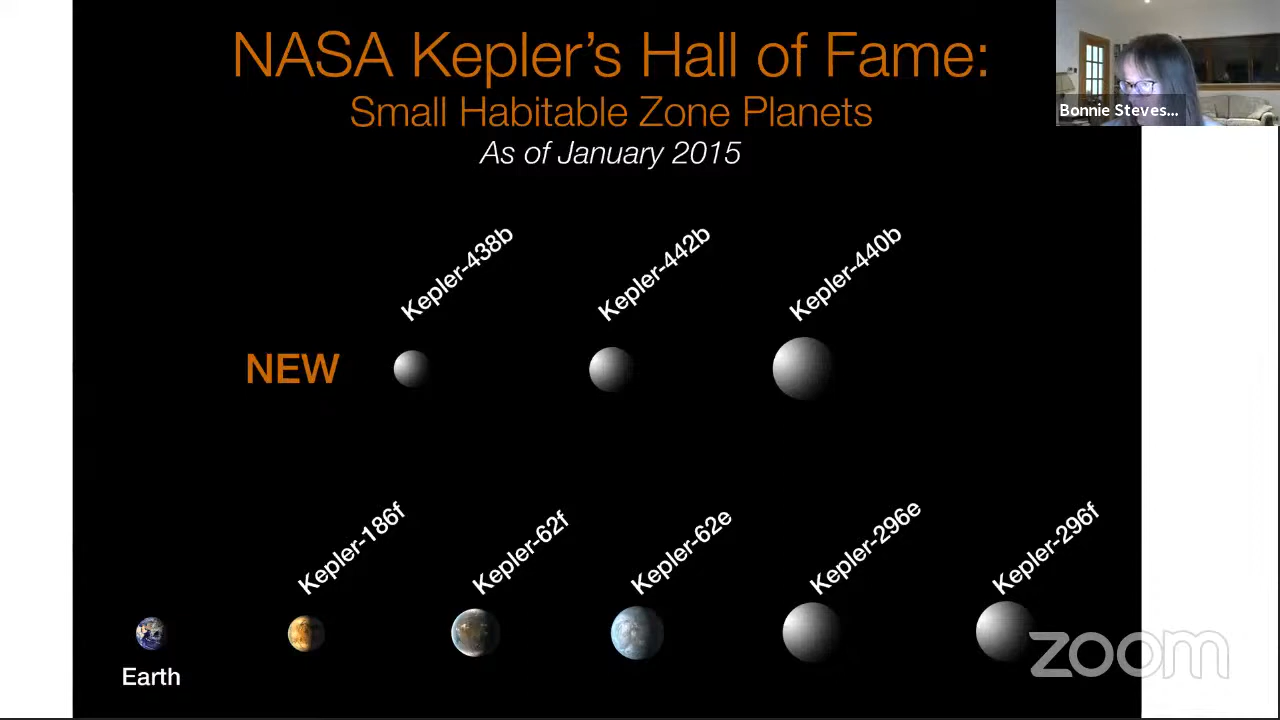 NASA Kepler's Hall of Fame:
Small Habitable Zone Planets
As of January 2015
Bonnie Steves...
Kepler-438b
Kepler-442b
Kepler-440b
NEW
Kepler-186f
Kepler-62f
Kepler-62e
Kepler-296e
Kepler-296f
Earth
zoom